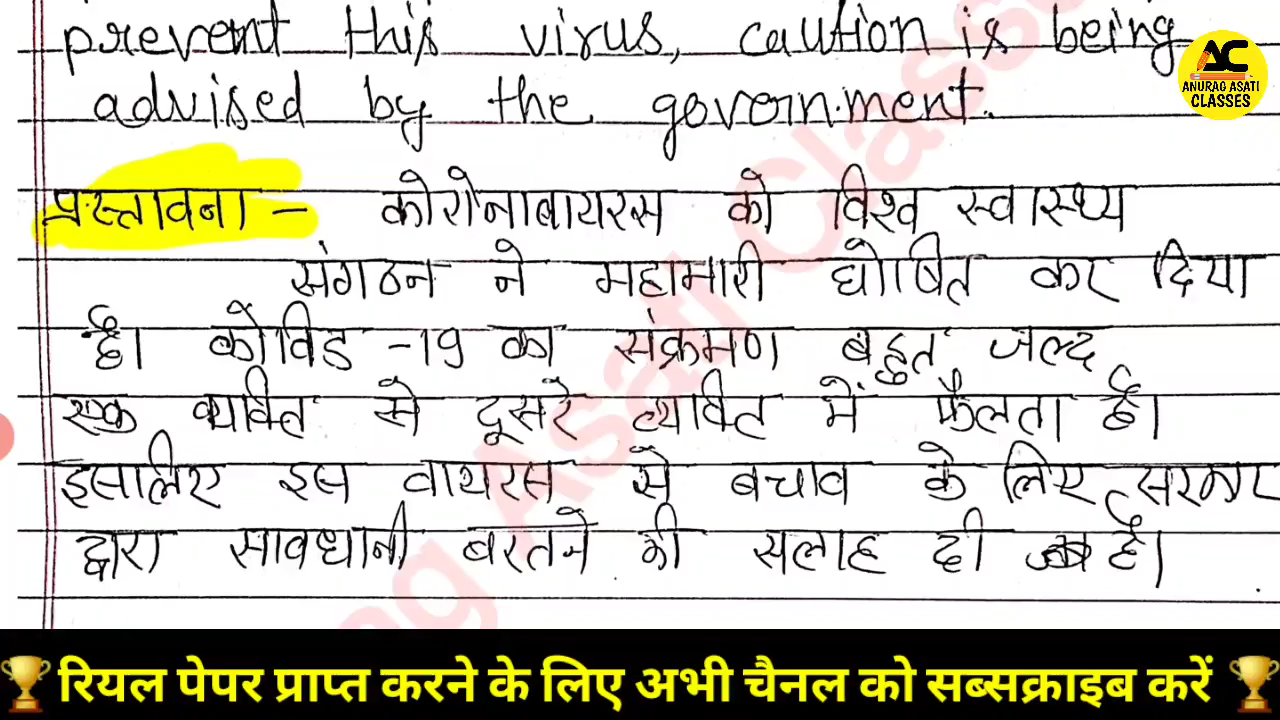 prevent this virus, caution is being
advised by the government.
ANURAG ASATI
CLASSES
प्रस्तावना - कोरोनाबायरस को विश्व स्वास्थ्य
संगठन ने महामारी घोषित कर दिया
है। कोविड -19 का संक्रमण बहुत जल्द
एक व्यक्ति से दूसरे व्यक्ति में फैलता है।
इसलिए इस वायरस से बचाव के लिए सरकार
द्वारा सावधानी बरतने की सलाह दी है।
रियल पेपर प्राप्त करने के लिए अभी चैनल को सब्सक्राइब करें